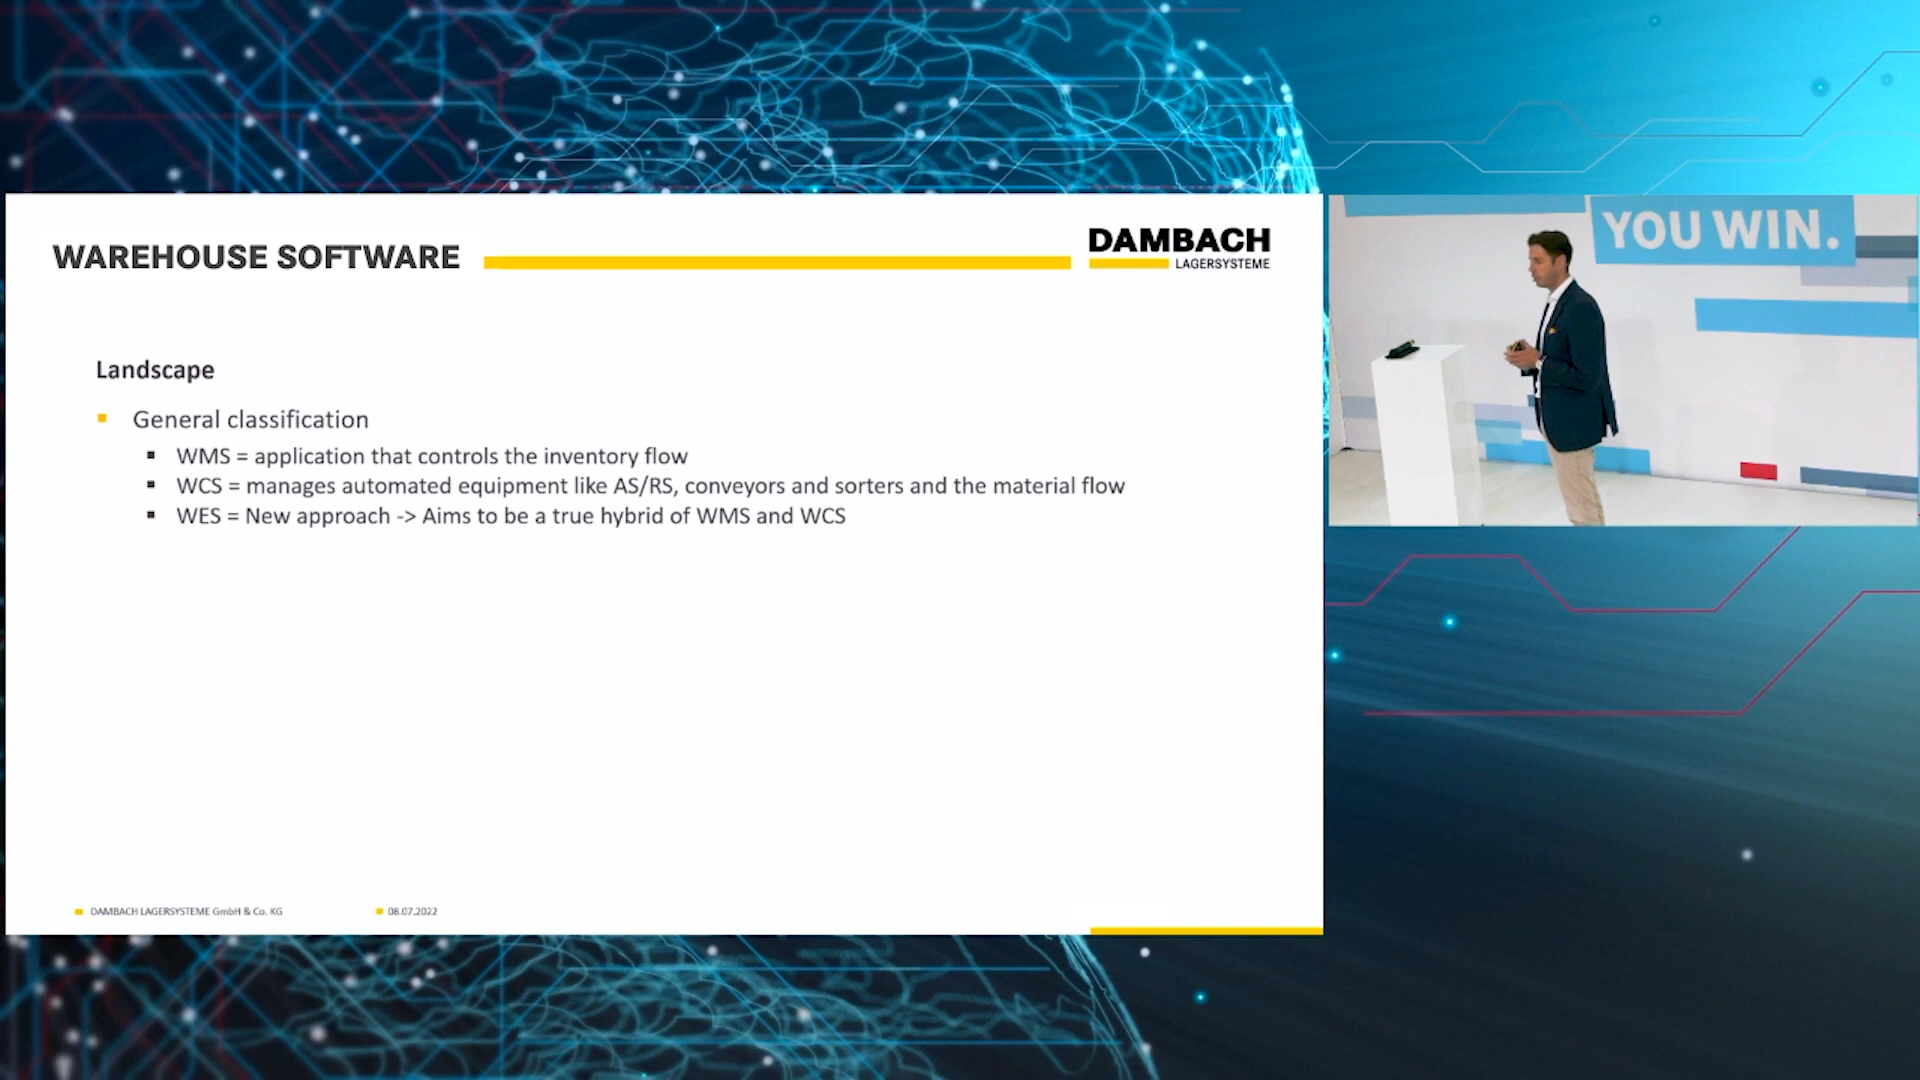 WAREHOUSE SOFTWARE
DAMBACH
LAGERSYSTEME
YOU WIN.
Landscape
General classification
WMS = application that controls the inventory flow
WCS = manages automated equipment like AS/RS, conveyors and sorters and the material flow
WES = New approach -> Aims to be a true hybrid of WMS and WCS
DAMBACH LAGERSYSTEME GmbH & Co. KG
08.07.2022